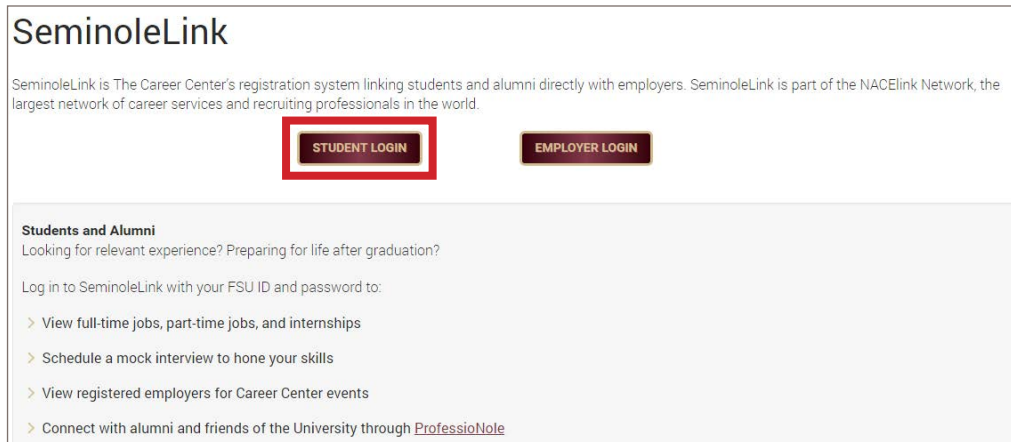 SeminoleLink
SeminoleLink is The Career Center's registration system linking students and alumni directly with employers. SeminoleLink is part of the NACElink Network, the
largest network of career services and recruiting professionals in the world.
STUDENT LOGIN
EMPLOYER LOGIN
Students and Alumni
Looking for relevant experience? Preparing for life after graduation?
Log in to SeminoleLink with your FSU ID and password to:
> View full-time jobs, part-time jobs, and internships
> Schedule a mock interview to hone your skills
> View registered employers for Career Center events
> Connect with alumni and friends of the University through ProfessioNole